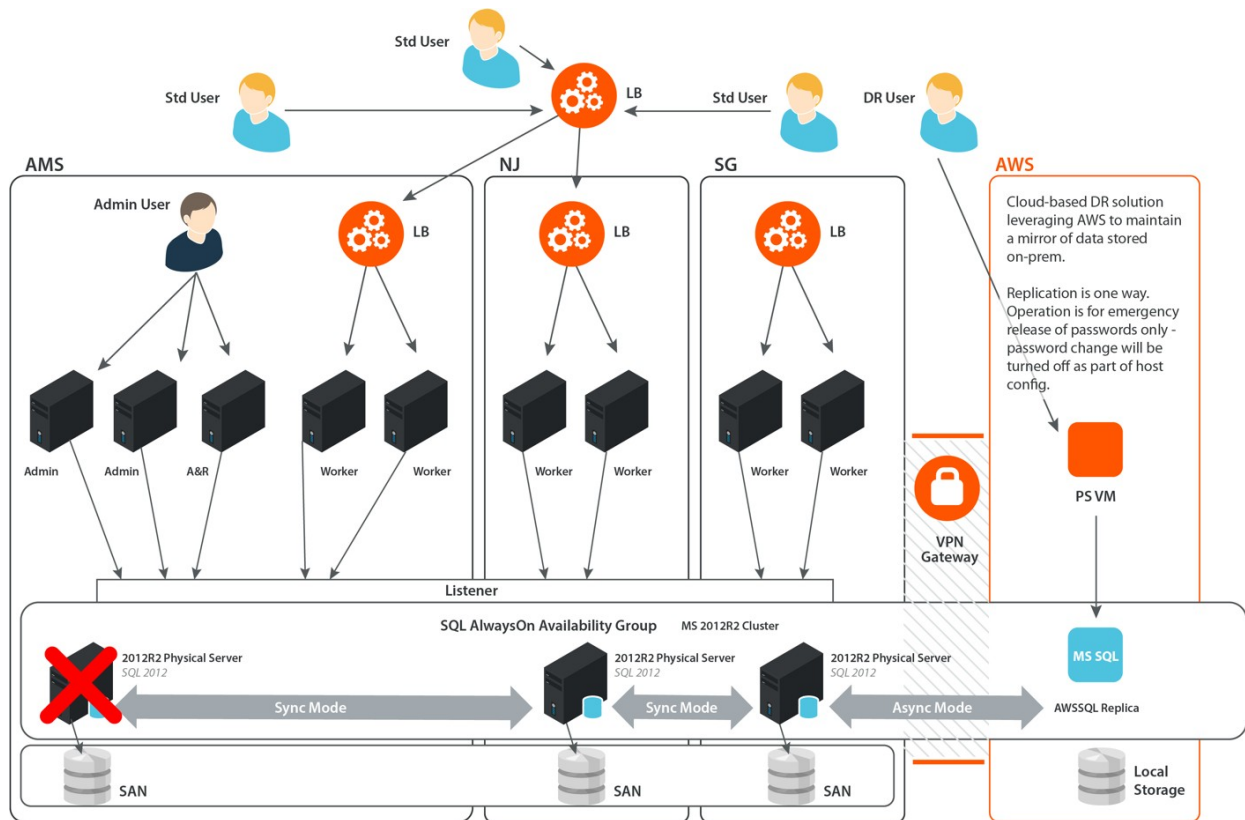 Std User
LB
Std User
Std User
DR User
AMS
NJ
SG
AWS
Admin User
LB
LB
LB
Cloud-based DR solution
leveraging AWS to maintain
a mirror of data stored
on-prem.
Replication is one way.
Operation is for emergency
release of passwords only -
password change will be
turned off as part of host
config.
Admin
Admin
A&R
Worker
Worker
Worker
Worker
Worker
Worker
PS VM
VPN
Gateway
Listener
SQL AlwaysOn Availability Group MS 2012R2 Cluster
2012R2 Physical Server
SQL 2012
2012R2 Physical Server
SQL 2012
2012R2 Physical Server
SQL 2012
MS SQL
Sync Mode
Sync Mode
Async Mode
AWSSQL Replica
SAN
SAN
SAN
Local
Storage